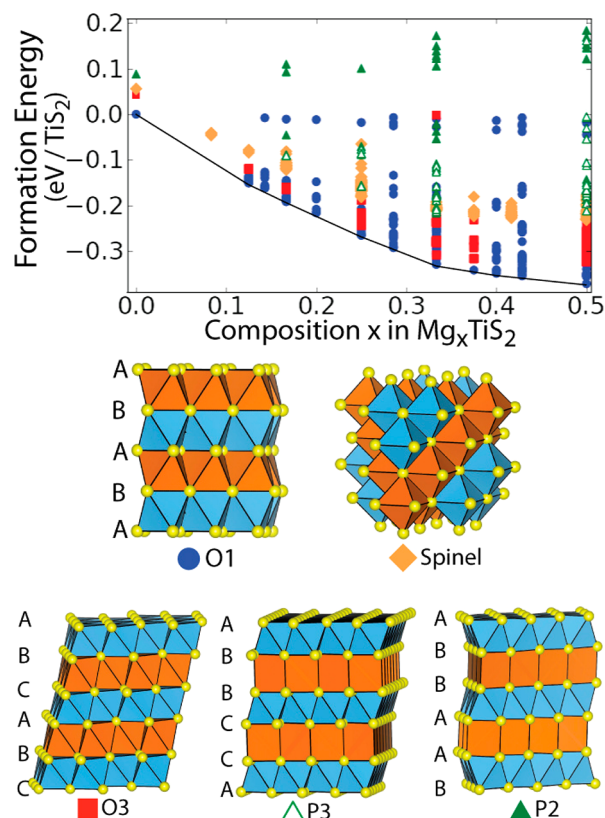 0.2
0.1
0.0
−0.1
−0.2
−0.3
Formation Energy
(eV / TiS2)
0.0 0.1 0.2 0.3 0.4 0.5
Composition x in MgxTiS2
A
B
A
B
A
O1
Spinel
A
B
C
A
B
C
O3
A
B
B
C
C
A
P3
A
B
B
A
A
B
P2